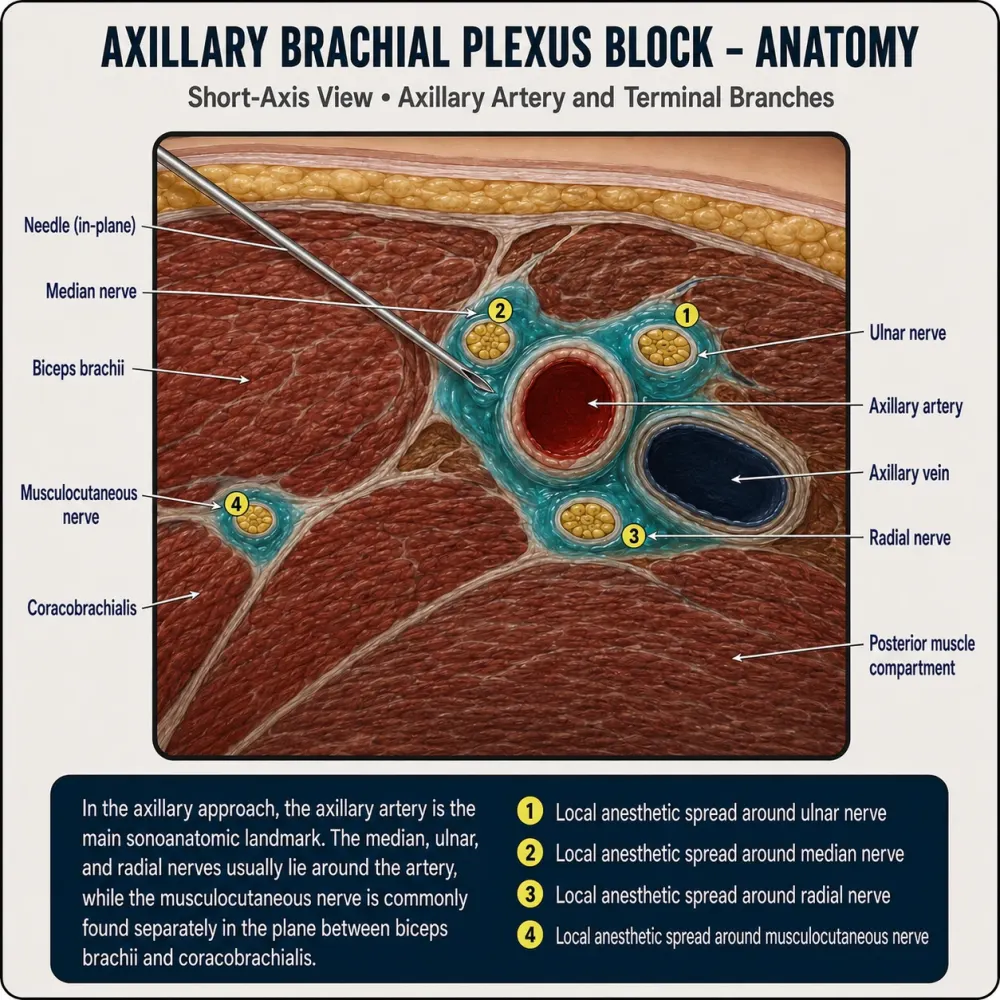 AXILLARY BRACHIAL PLEXUS BLOCK – ANATOMY
Short-Axis View • Axillary Artery and Terminal Branches
Needle (in-plane)
Median nerve
Biceps brachii
Musculocutaneous
nerve
Coracobrachialis
2
1
4
3
Ulnar nerve
Axillary artery
Axillary vein
Radial nerve
Posterior muscle
compartment
In the axillary approach, the axillary artery is the
main sonoanatomic landmark. The median, ulnar,
and radial nerves usually lie around the artery,
while the musculocutaneous nerve is commonly
found separately in the plane between biceps
brachii and coracobrachialis.
1 Local anesthetic spread around ulnar nerve
2 Local anesthetic spread around median nerve
3 Local anesthetic spread around radial nerve
4 Local anesthetic spread around musculocutaneous nerve